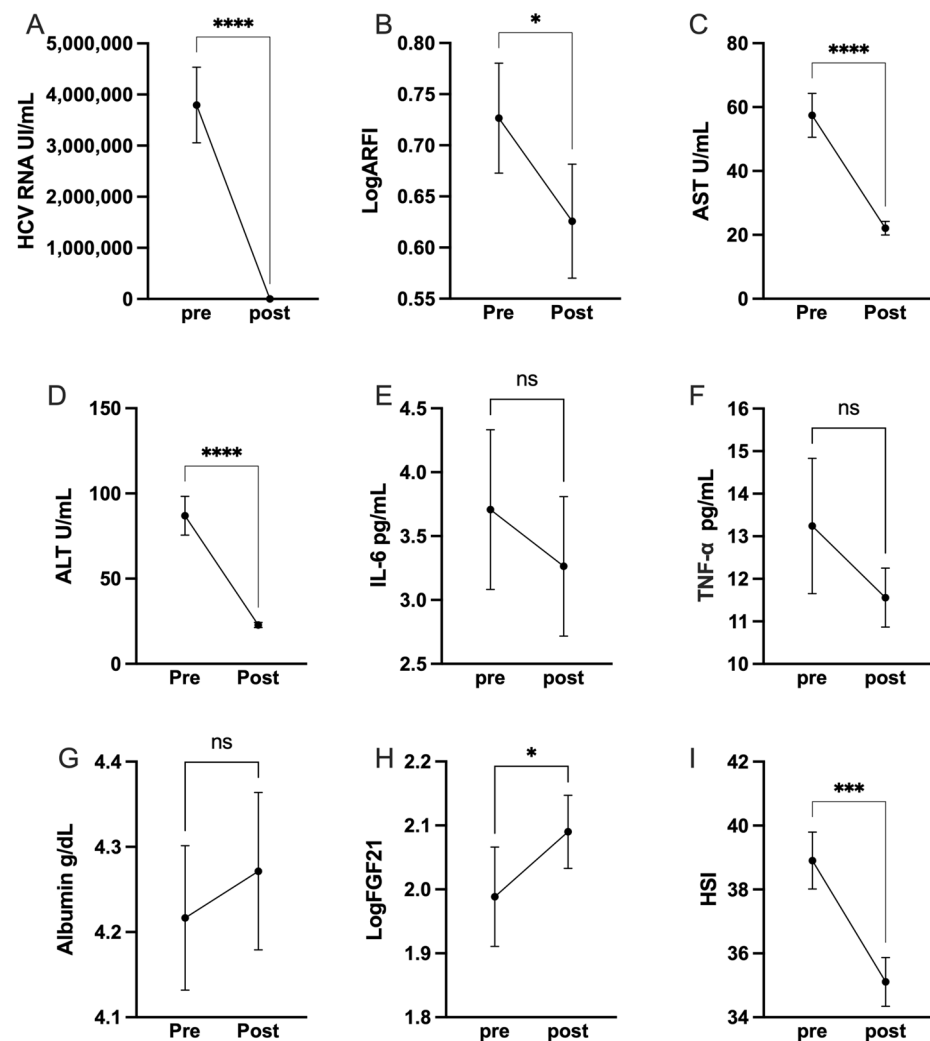 A
****
HCV RNA UI/mL
5,000,000
4,000,000
3,000,000
2,000,000
1,000,000
0
pre post
B
*
LogARFI
0.80
0.75
0.70
0.65
0.60
0.55
Pre Post
C
****
AST U/mL
80
60
40
20
0
Pre Post
D
****
ALT U/mL
150
100
50
0
Pre Post
E
ns
IL-6 pg/mL
4.5
4.0
3.5
3.0
2.5
pre post
F
ns
TNF-α pg/mL
16
15
14
13
12
11
10
pre post
G
ns
Albumin g/dL
4.4
4.3
4.2
4.1
Pre Post
H
*
LogFGF21
2.2
2.1
2.0
1.9
1.8
pre post
I
***
HSI
42
40
38
36
34
pre post